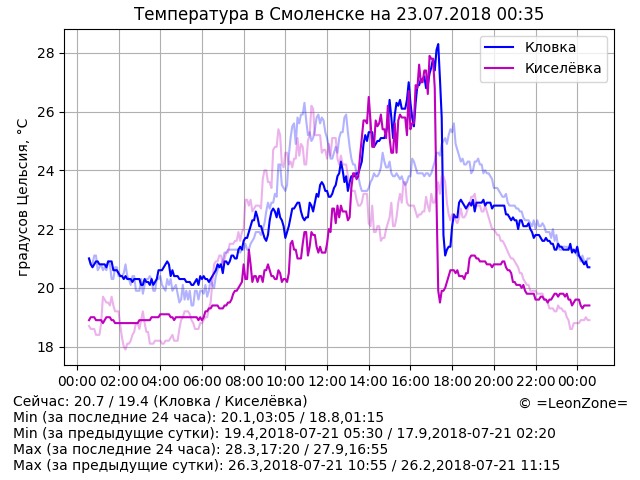 Температура в Смоленске на 23.07.2018 00:35
Кловка
Киселёвка
градусов Цельсия, °C
28
26
24
22
20
18
00:00 02:00 04:00 06:00 08:00 10:00 12:00 14:00 16:00 18:00 20:00 22:00 00:00
Сейчас: 20.7 / 19.4 (Кловка / Киселёвка)
© =LeonZone=
Min (за последние 24 часа): 20.1,03:05 / 18.8,01:15
Min (за предыдущие сутки): 19.4,2018-07-21 05:30 / 17.9,2018-07-21 02:20
Max (за последние 24 часа): 28.3,17:20 / 27.9,16:55
Max (за предыдущие сутки): 26.3,2018-07-21 10:55 / 26.2,2018-07-21 11:15